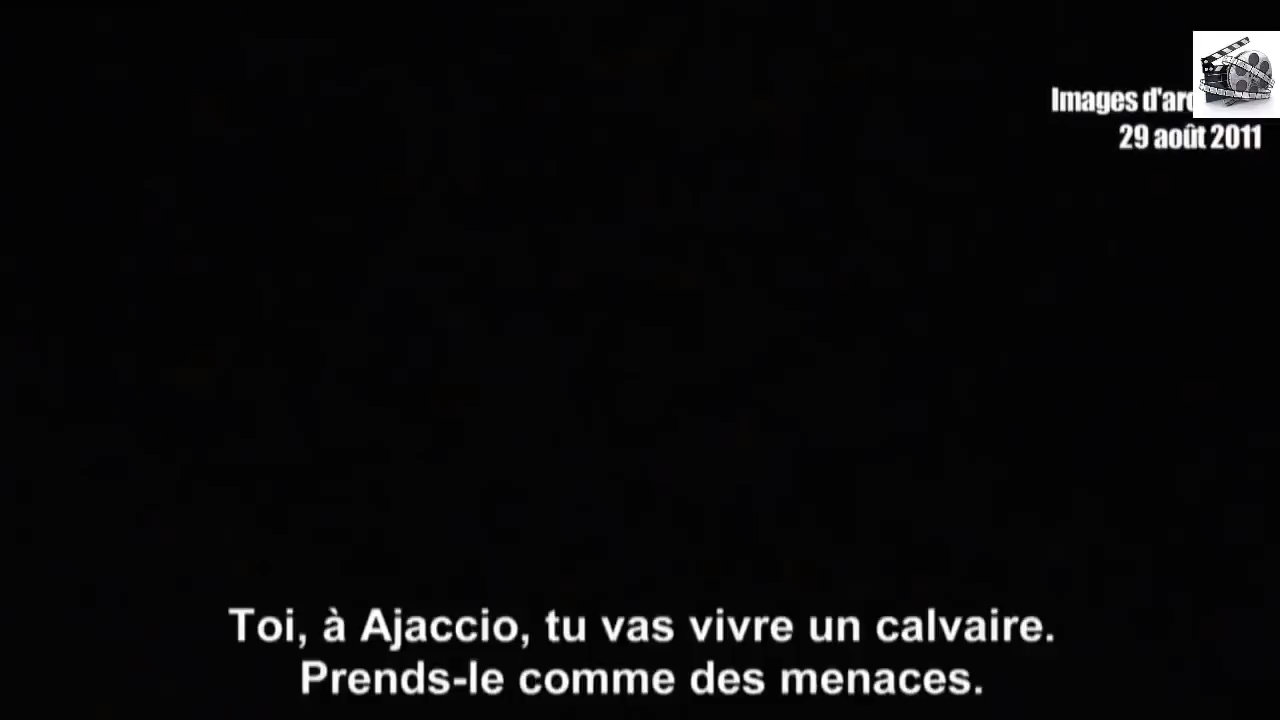 Images d'arc
29 août 2011
Toi, à Ajaccio, tu vas vivre un calvaire.
Prends-le comme des menaces.